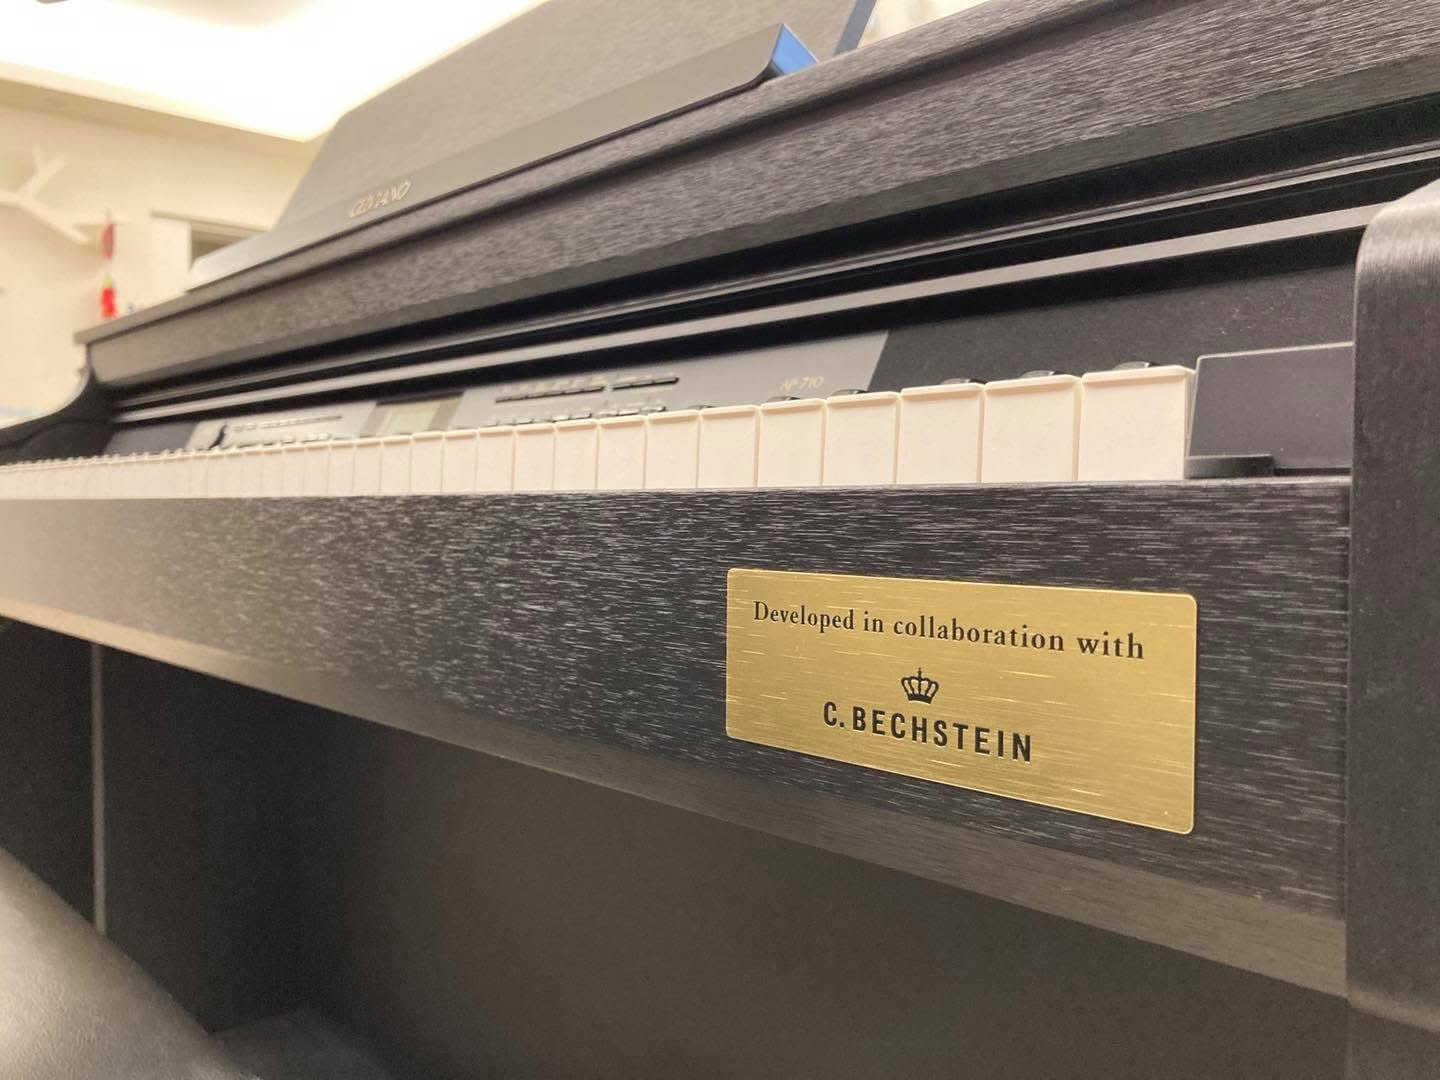 CELVIANO
AP-710
Developed in collaboration with
C. BECHSTEIN